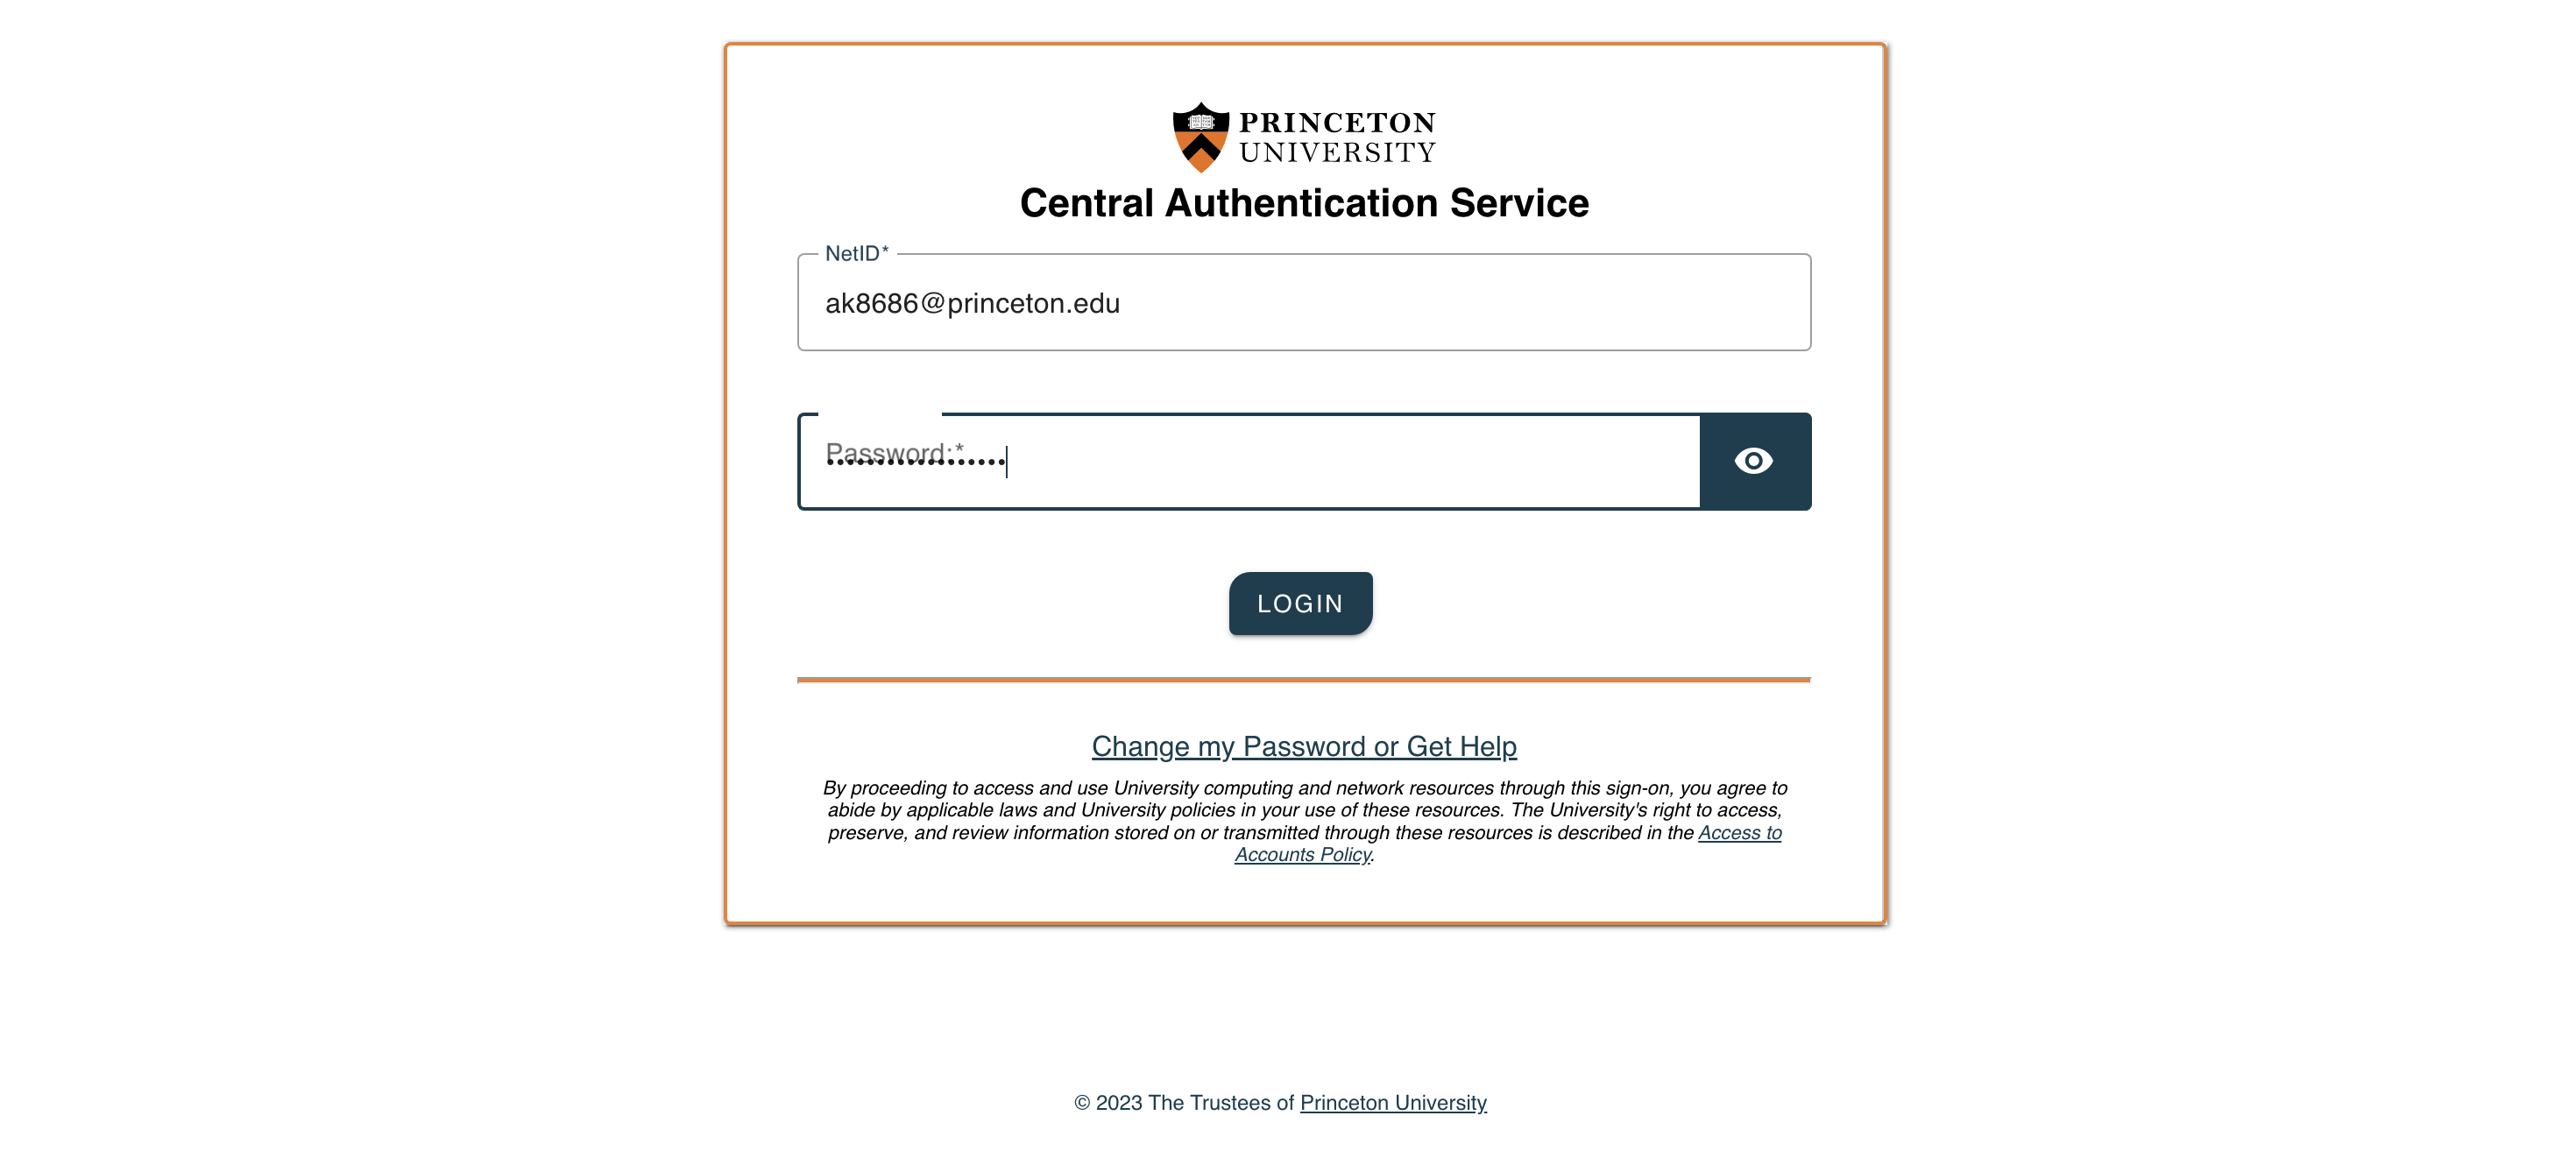 PRINCETON
UNIVERSITY
Central Authentication Service
NetID*
ak8686@princeton.edu
Password:*
••••••••••••••••••
LOGIN
Change my Password or Get Help
By proceeding to access and use University computing and network resources through this sign-on, you agree to
abide by applicable laws and University policies in your use of these resources. The University's right to access,
preserve, and review information stored on or transmitted through these resources is described in the Access to
Accounts Policy.
© 2023 The Trustees of Princeton University